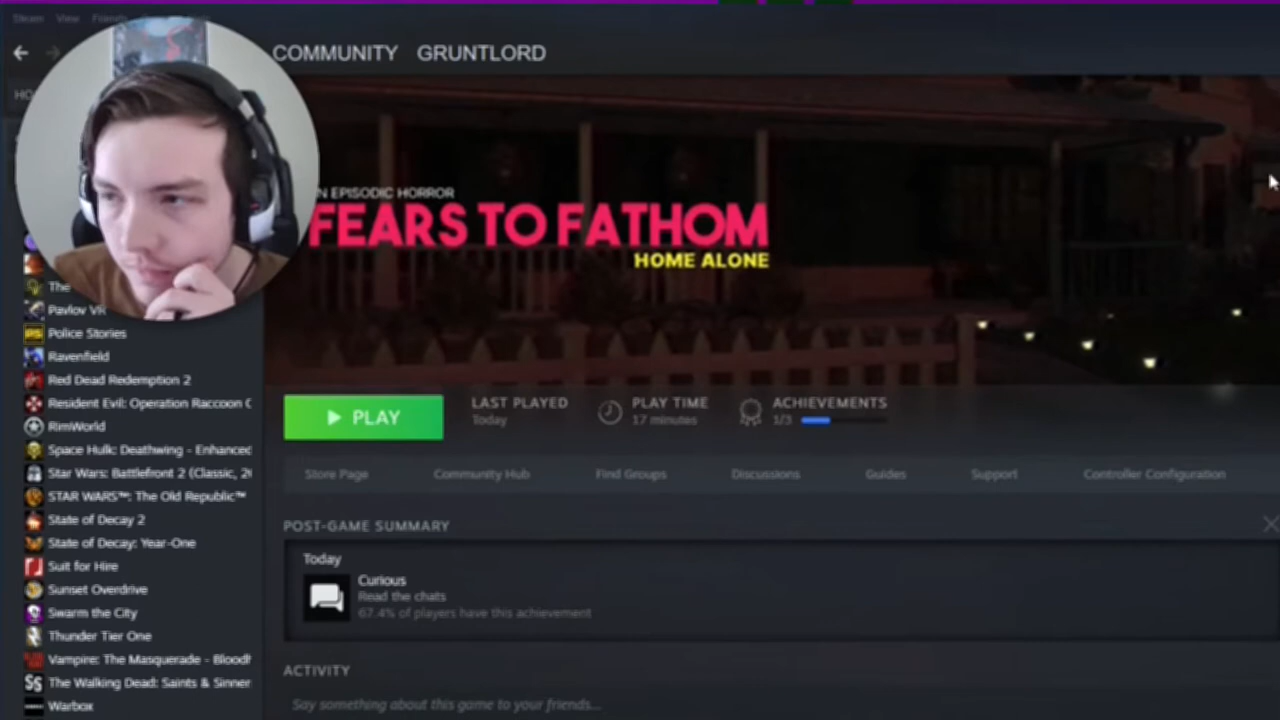 Steam View Friends
COMMUNITY GRUNTLORD
N EPISODIC HORROR
FEARS TO FATHOM
HOME ALONE
The
Pavlov VR
Police Stories
Ravenfield
Red Dead Redemption 2
Resident Evil: Operation Raccoon C
RimWorld
Space Hulk: Deathwing - Enhanced
Star Wars: Battlefront 2 (Classic, 20
STAR WARS™: The Old Republic™
State of Decay 2
State of Decay: Year-One
Suit for Hire
Sunset Overdrive
Swarm the City
Thunder Tier One
Vampire: The Masquerade - Bloodl
The Walking Dead: Saints & Sinner
Warbox
PLAY
LAST PLAYED
Today
PLAY TIME
17 minutes
ACHIEVEMENTS
1/3
Store Page Community Hub Find Groups Discussions Guides Support Controller Configuration
POST-GAME SUMMARY
Today
Curious
Read the chats
67.4% of players have this achievement
ACTIVITY
Say something about this game to your friends...